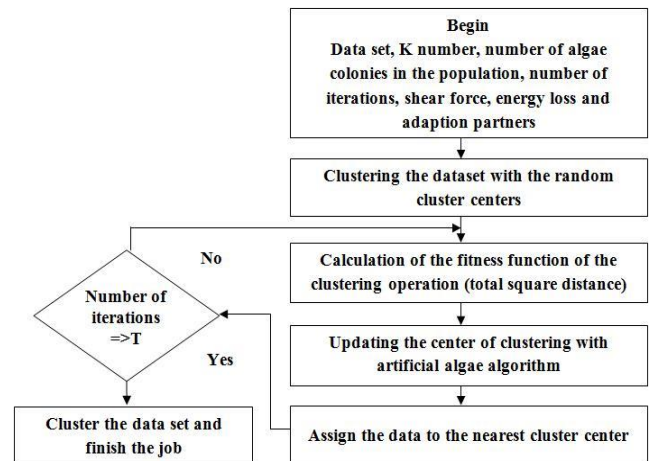 Begin
Data set, K number, number of algae
colonies in the population, number of
iterations, shear force, energy loss and
adaption partners
Clustering the dataset with the random
cluster centers
No
Calculation of the fitness function of the
clustering operation (total square distance)
Number of
iterations
=>T
Updating the center of clustering with
artificial algae algorithm
Yes
Cluster the data set and
finish the job
Assign the data to the nearest cluster center